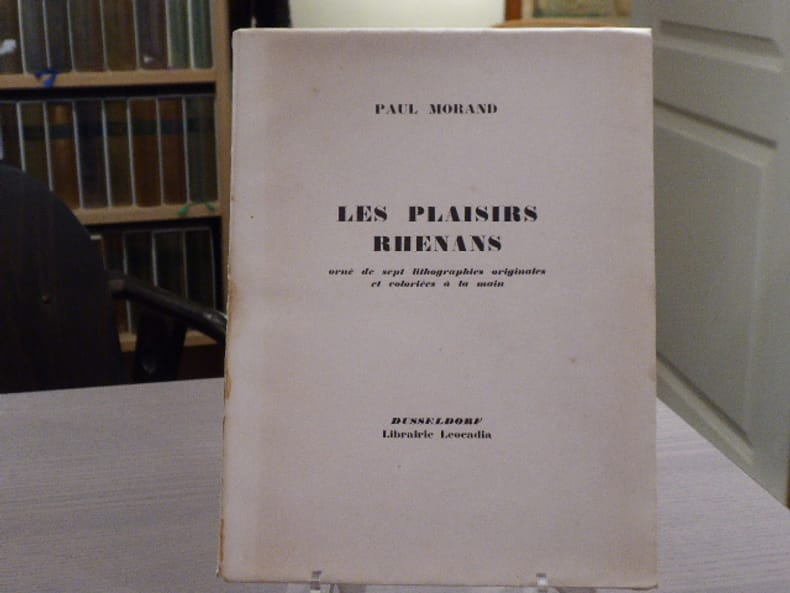 PAUL MORAND
LES PLAISIRS
RHENANS
orné de sept lithographies originales
et coloriées à la main
DUSSELDORF
Librairie Leocadia